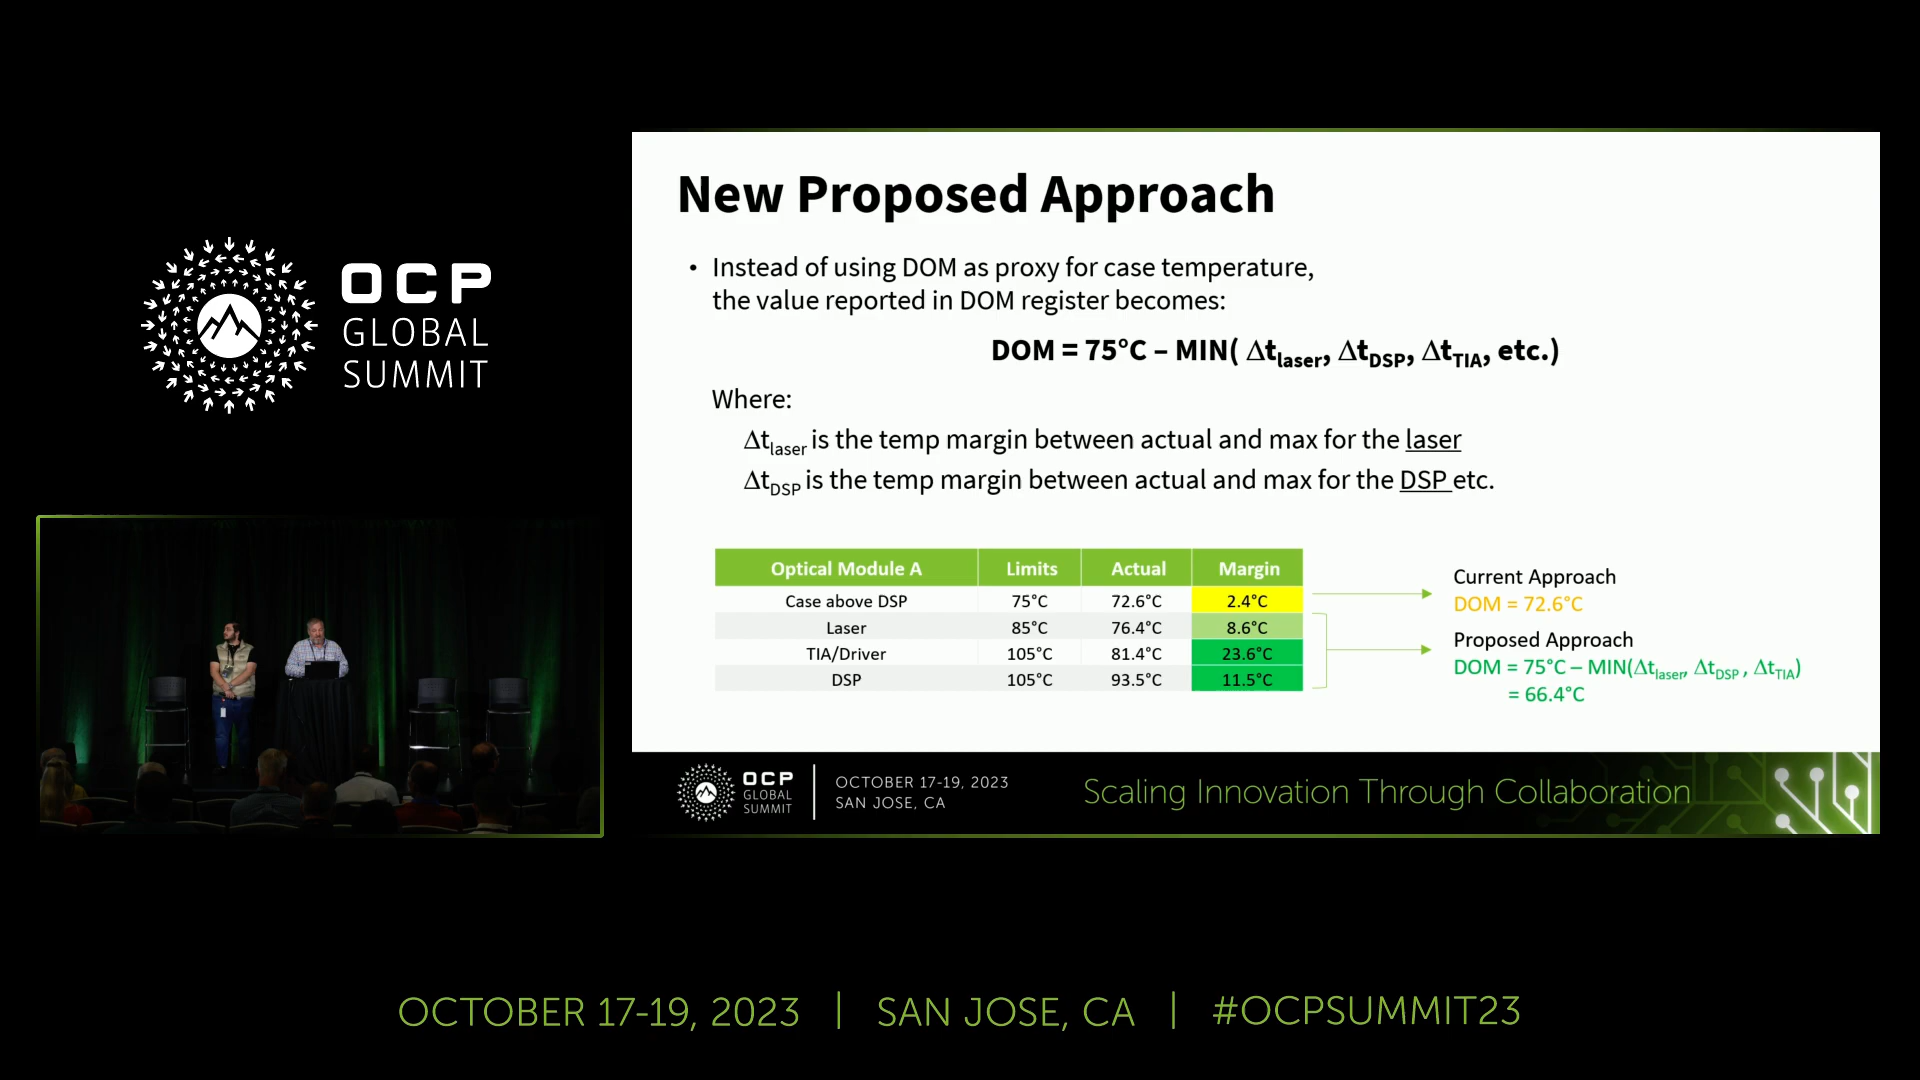 OCP
GLOBAL
SUMMIT
New Proposed Approach
• Instead of using DOM as proxy for case temperature,
the value reported in DOM register becomes:
DOM = 75°C – MIN( Δtlaser, ΔtDSP, ΔtTIA, etc.)
Where:
Δtlaser is the temp margin between actual and max for the laser
ΔtDSP is the temp margin between actual and max for the DSP etc.
Optical Module A Limits Actual Margin
Case above DSP 75°C 72.6°C 2.4°C
Laser 85°C 76.4°C 8.6°C
TIA/Driver 105°C 81.4°C 23.6°C
DSP 105°C 93.5°C 11.5°C
Current Approach
DOM = 72.6°C
Proposed Approach
DOM = 75°C – MIN(Δtlaser, ΔtDSP , ΔtTIA)
= 66.4°C
OCP
GLOBAL
SUMMIT
OCTOBER 17-19, 2023
SAN JOSE, CA
Scaling Innovation Through Collaboration
OCTOBER 17-19, 2023 | SAN JOSE, CA | #OCPSUMMIT23